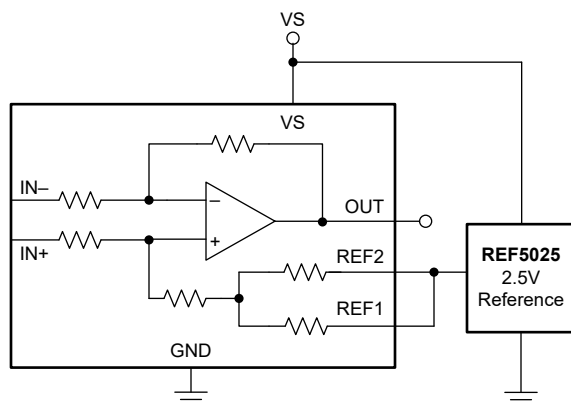 VS
VS
IN–
–
OUT
IN+
+
REF2
REF5025
2.5V
Reference
REF1
GND